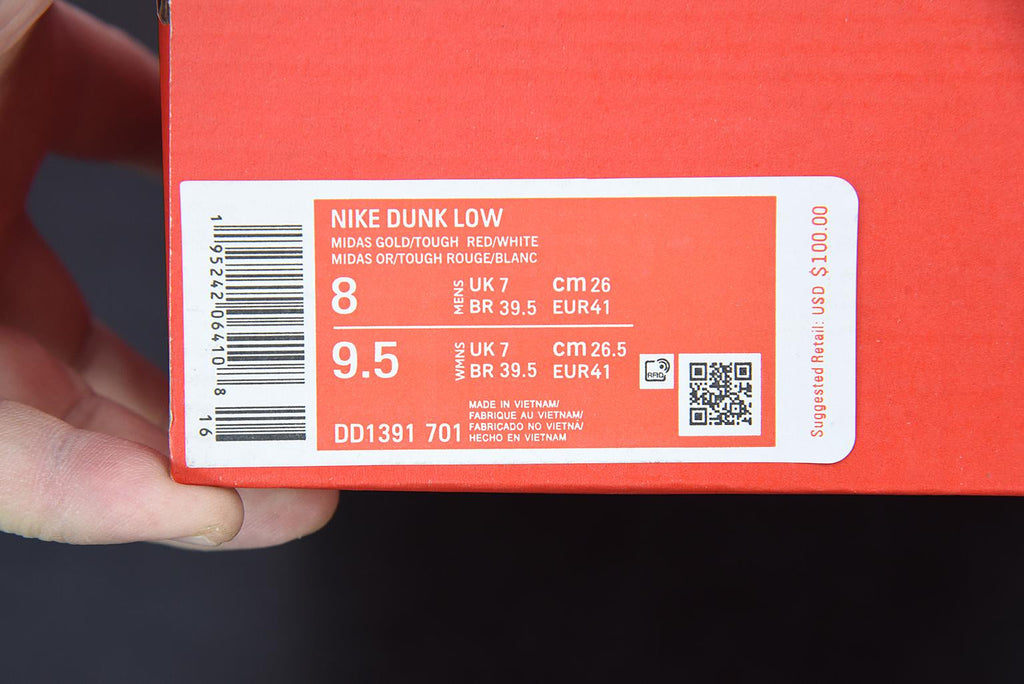 1 95242 06410 8
16
NIKE DUNK LOW
MIDAS GOLD/TOUGH RED/WHITE
MIDAS OR/TOUGH ROUGE/BLANC
8 MENS UK 7 cm 26
BR 39.5 EUR41
9.5 WMNS UK 7 cm 26.5
BR 39.5 EUR41
RFID
MADE IN VIETNAM/
FABRIQUE AU VIETNAM/
FABRICADO NO VIETNÁ/
DD1391 701 HECHO EN VIETNAM
Suggested Retail: USD $100.00